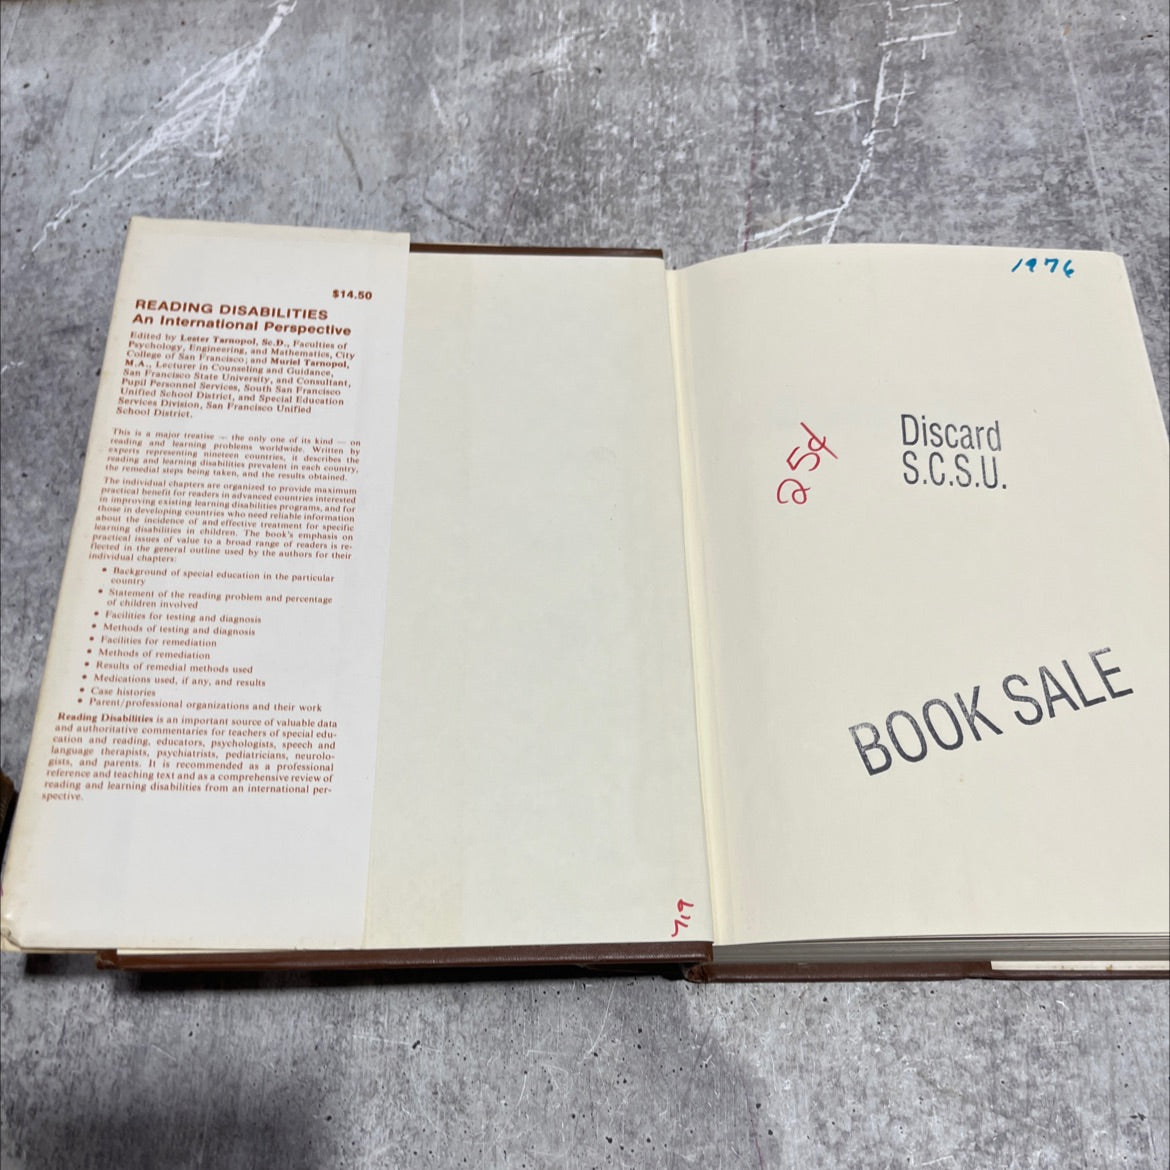 $14.50
READING DISABILITIES
An International Perspective
Edited by Lester Tarnopol, Sc.D., Faculties of
Psychology, Engineering, and Mathematics, City
College of San Francisco; and Muriel Tarnopol,
M.A., Lecturer in Counseling and Guidance,
San Francisco State University, and Consultant,
Pupil Personnel Services, South San Francisco
Unified School District, and Special Education
Services Division, San Francisco Unified
School District.
This is a major treatise — the only one of its kind — on
reading and learning problems worldwide. Written by
experts representing nineteen countries, it describes the
reading and learning disabilities prevalent in each country,
the remedial steps being taken, and the results obtained.
The individual chapters are organized to provide maximum
practical benefit for readers in advanced countries interested
in improving existing learning disabilities programs, and for
those in developing countries who need reliable information
about the incidence of and effective treatment for specific
learning disabilities in children. The book's emphasis on
practical issues of value to a broad range of readers is re-
flected in the general outline used by the authors for their
individual chapters:
• Background of special education in the particular
country
• Statement of the reading problem and percentage
of children involved
• Facilities for testing and diagnosis
• Methods of testing and diagnosis
• Facilities for remediation
• Methods of remediation
• Results of remedial methods used
• Medications used, if any, and results
• Case histories
• Parent/professional organizations and their work
Reading Disabilities is an important source of valuable data
and authoritative commentaries for teachers of special edu-
cation and reading, educators, psychologists, speech and
language therapists, psychiatrists, pediatricians, neurolo-
gists, and parents. It is recommended as a professional
reference and teaching text and as a comprehensive review of
reading and learning disabilities from an international per-
spective.
1976
25¢
Discard
S.C.S.U.
BOOK SALE